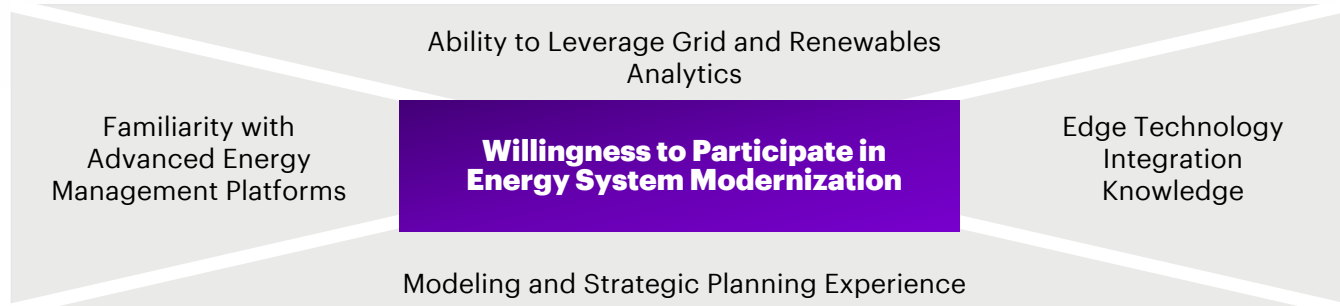 Ability to Leverage Grid and Renewables
Analytics
Familiarity with
Advanced Energy
Management Platforms
Willingness to Participate in
Energy System Modernization
Edge Technology
Integration
Knowledge
Modeling and Strategic Planning Experience